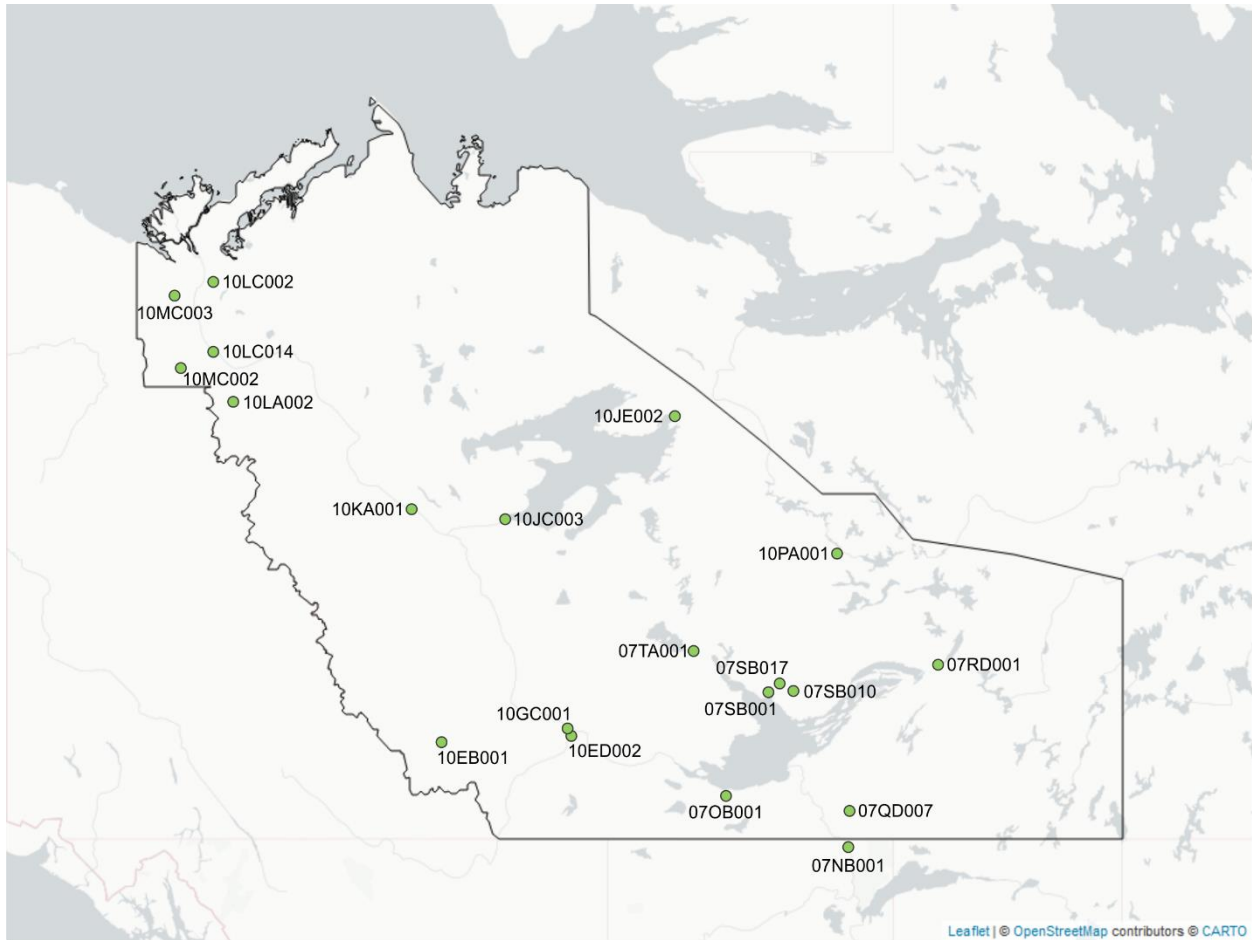 10LC002
10MC003
10LC014
10MC002
10LA002
10JE002
10KA001
10JC003
10PA001
07TA001
07SB017
07RD001
07SB010
07SB001
10GC001
10ED002
10EB001
07OB001
07QD007
07NB001
Leaflet | © OpenStreetMap contributors © CARTO